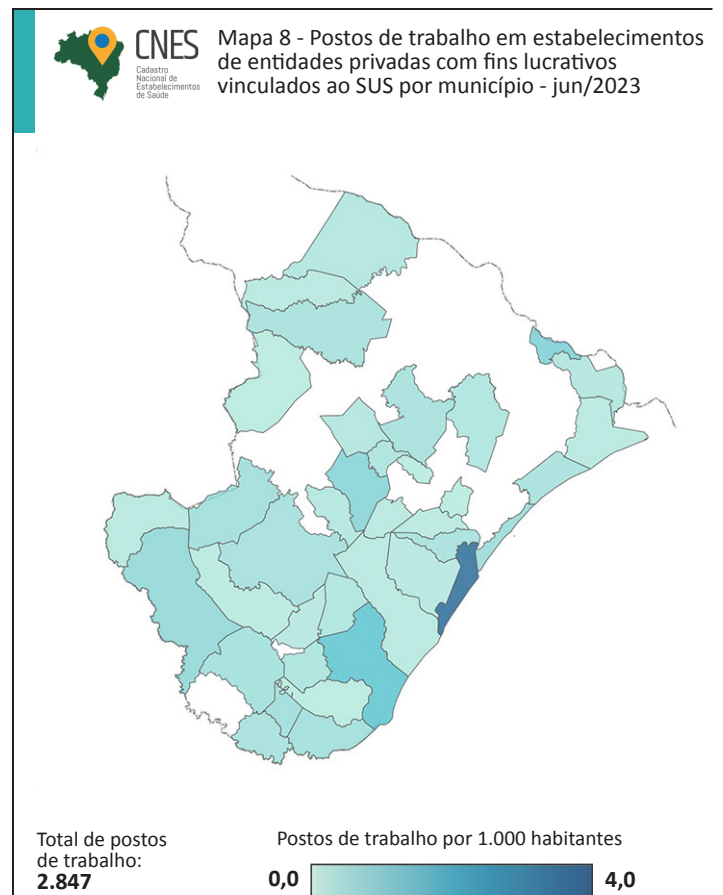 CNES
Cadastro
Nacional de
Estabelecimentos
de Saúde
Mapa 8 - Postos de trabalho em estabelecimentos
de entidades privadas com fins lucrativos
vinculados ao SUS por município - jun/2023
Total de postos
de trabalho:
2.847
Postos de trabalho por 1.000 habitantes
0,0
4,0